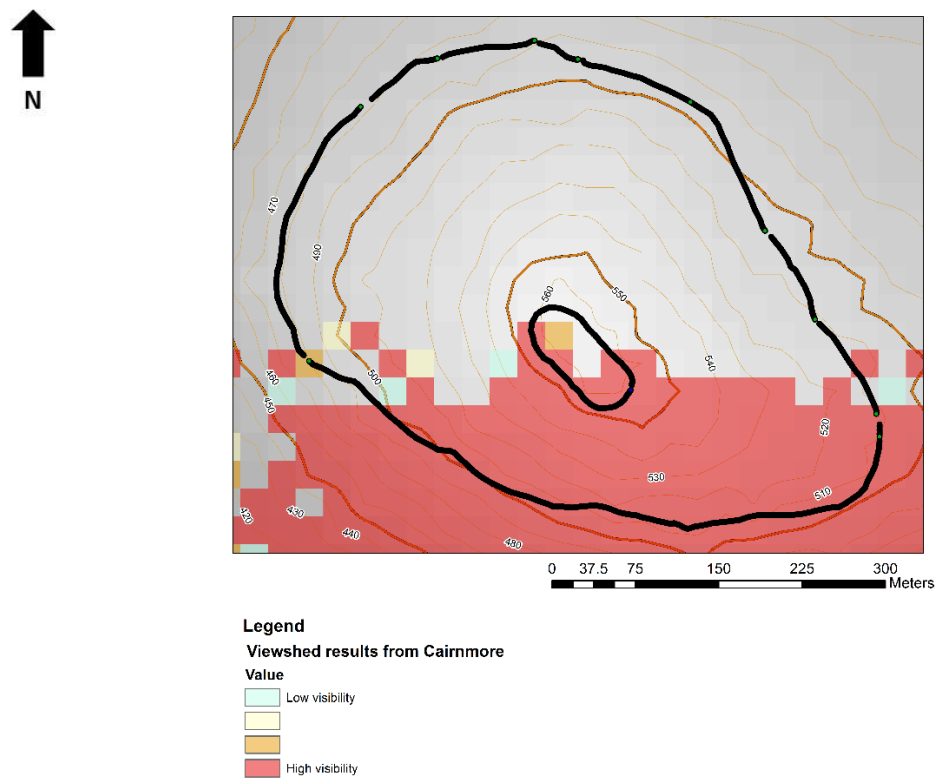 N
470
490
560
550
460
450
500
540
520
530
510
420
430
440
480
0 37.5 75 150 225 300
Meters
Legend
Viewshed results from Cairnmore
Value
Low visibility
High visibility